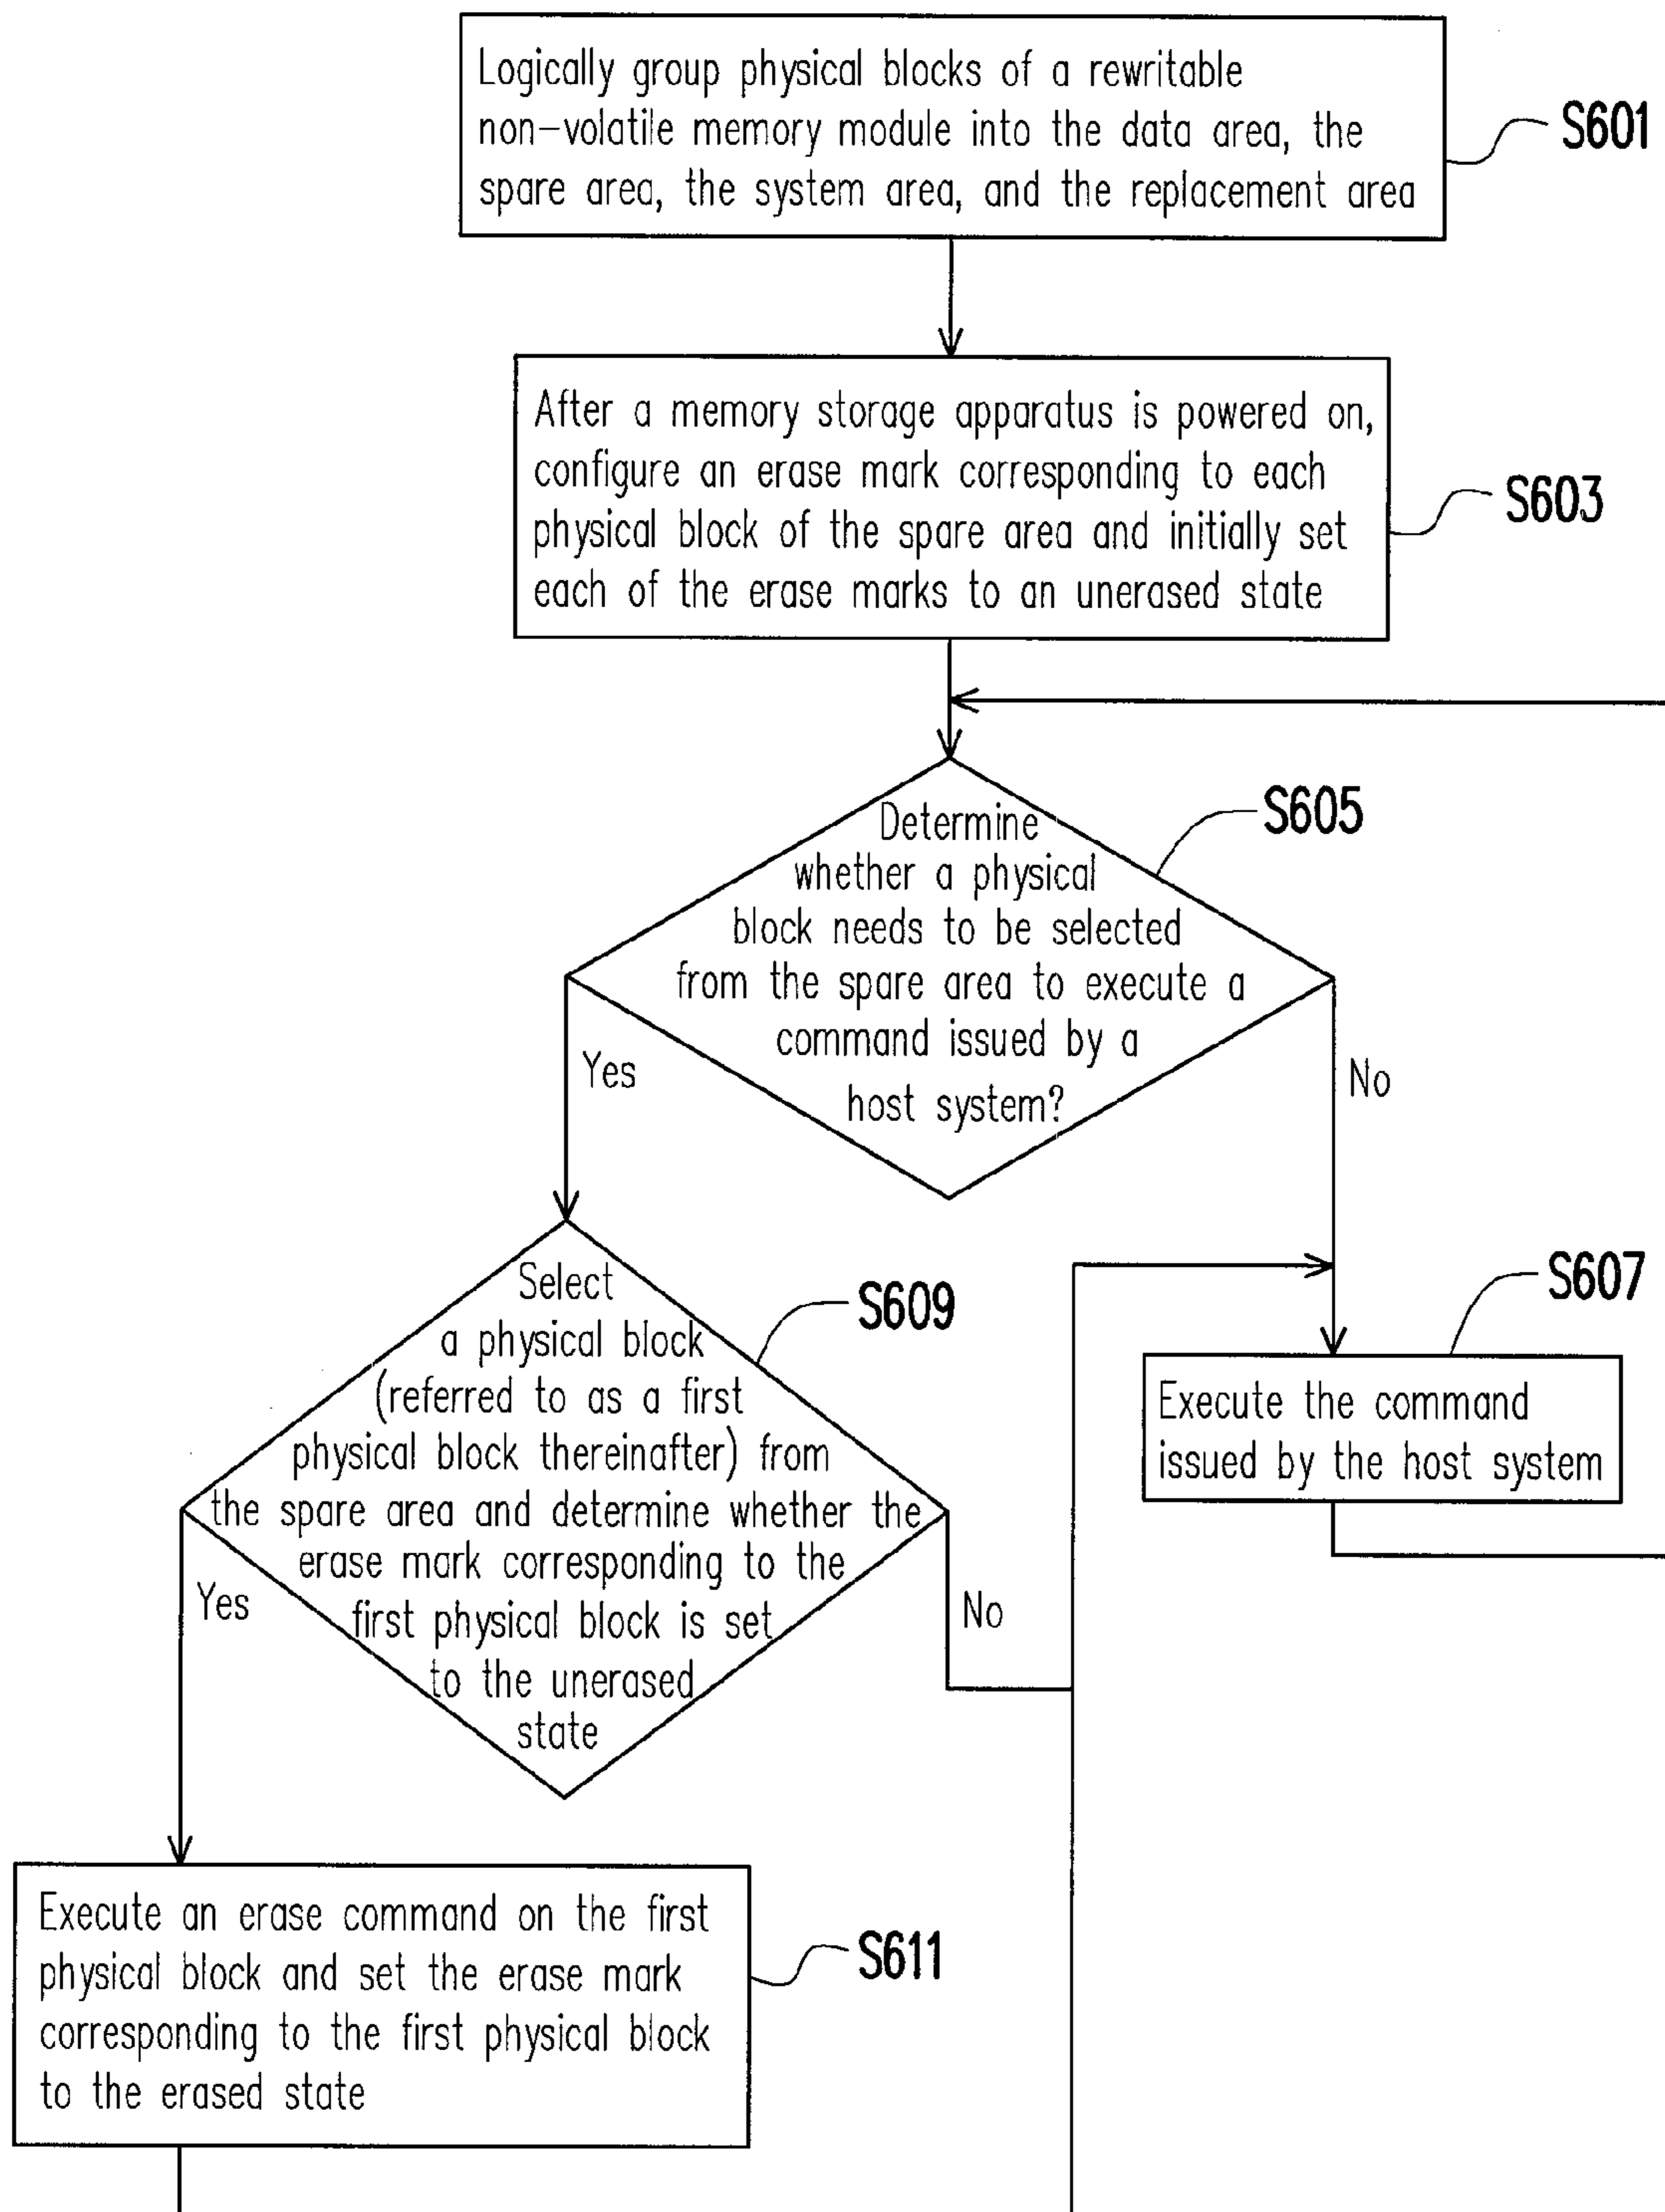 Logically group physical blocks of a rewritable
non-volatile memory module into the data area, the
spare area, the system area, and the replacement area
S601
After a memory storage apparatus is powered on,
configure an erase mark corresponding to each
physical block of the spare area and initially set
each of the erase marks to an unerased state
S603
Determine
whether a physical
block needs to be selected
from the spare area to execute a
command issued by a
host system?
S605
Yes
No
Select
a physical block
(referred to as a first
physical block thereinafter) from
the spare area and determine whether the
erase mark corresponding to the
first physical block is set
to the unerased
state
S609
S607
Execute the command
issued by the host system
Yes
No
Execute an erase command on the first
physical block and set the erase mark
corresponding to the first physical block
to the erased state
S611